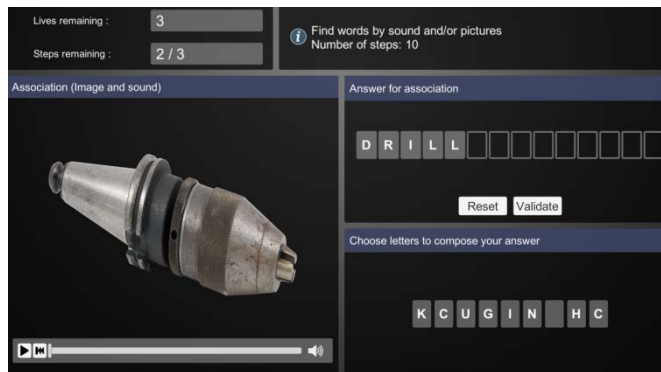 Lives remaining :
3
Steps remaining :
2 / 3
Find words by sound and/or pictures
Number of steps: 10
Association (Image and sound)
Answer for association
D R I L L
Reset Validate
Choose letters to compose your answer
K C U G I N H C